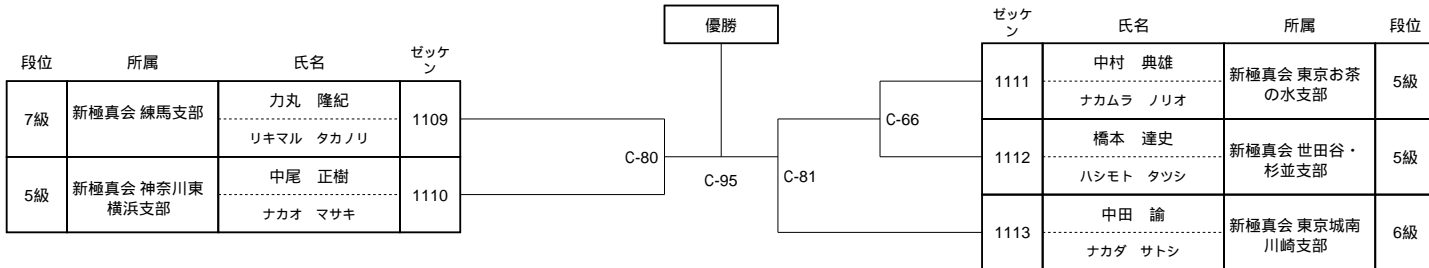 優勝
段位 所属 氏名 ゼッケ
ン
7級 新極真会 練馬支部 力丸 隆紀 1109
リキマル タカノリ
5級 新極真会 神奈川東
横浜支部 中尾 正樹 1110
ナカオ マサキ
C-80
C-95
C-81
C-66
ゼッケ
ン 氏名 所属 段位
1111 中村 典雄 新極真会 東京お茶
の水支部 5級
ナカムラ ノリオ
1112 橋本 達史 新極真会 世田谷・
杉並支部 5級
ハシモト タツシ
1113 中田 諭 新極真会 東京城南
川崎支部 6級
ナカダ サトシ